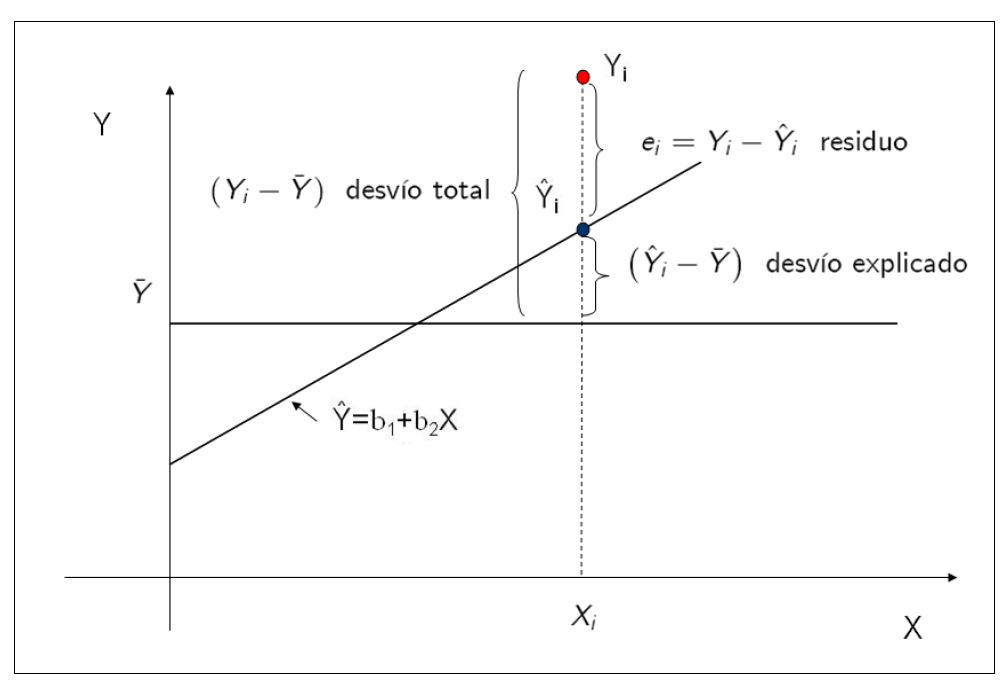 Yᵢ
Y
eᵢ = Yᵢ − Ŷᵢ residuo
(Yᵢ − Ȳ) desvío total
Ŷᵢ
(Ŷᵢ − Ȳ) desvío explicado
Ȳ
Ŷ=b₁+b₂X
Xᵢ
X